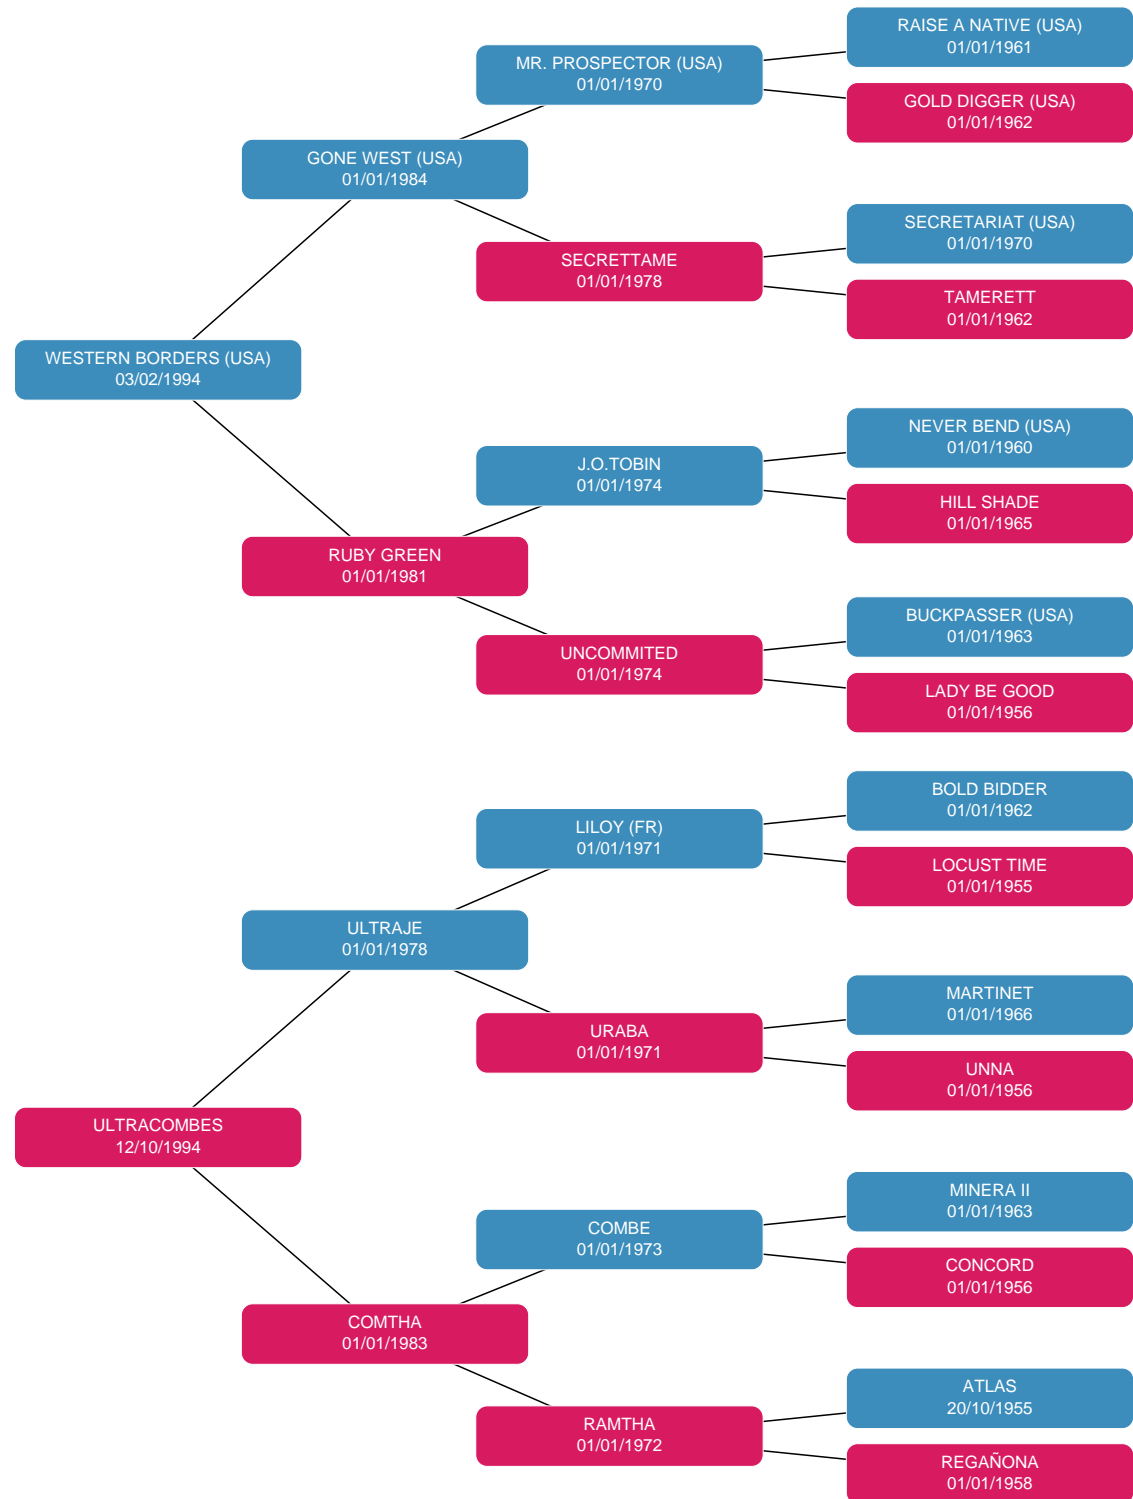 RAISE A NATIVE (USA)
01/01/1961
MR. PROSPECTOR (USA)
01/01/1970
GOLD DIGGER (USA)
01/01/1962
GONE WEST (USA)
01/01/1984
SECRETARIAT (USA)
01/01/1970
SECRETTAME
01/01/1978
TAMERETT
01/01/1962
WESTERN BORDERS (USA)
03/02/1994
NEVER BEND (USA)
01/01/1960
J.O.TOBIN
01/01/1974
HILL SHADE
01/01/1965
RUBY GREEN
01/01/1981
BUCKPASSER (USA)
01/01/1963
UNCOMMITED
01/01/1974
LADY BE GOOD
01/01/1956
BOLD BIDDER
01/01/1962
LILOY (FR)
01/01/1971
LOCUST TIME
01/01/1955
ULTRAJE
01/01/1978
MARTINET
01/01/1966
URABA
01/01/1971
UNNA
01/01/1956
ULTRACOMBES
12/10/1994
MINERA II
01/01/1963
COMBE
01/01/1973
CONCORD
01/01/1956
COMTHA
01/01/1983
ATLAS
20/10/1955
RAMTHA
01/01/1972
REGAÑONA
01/01/1958